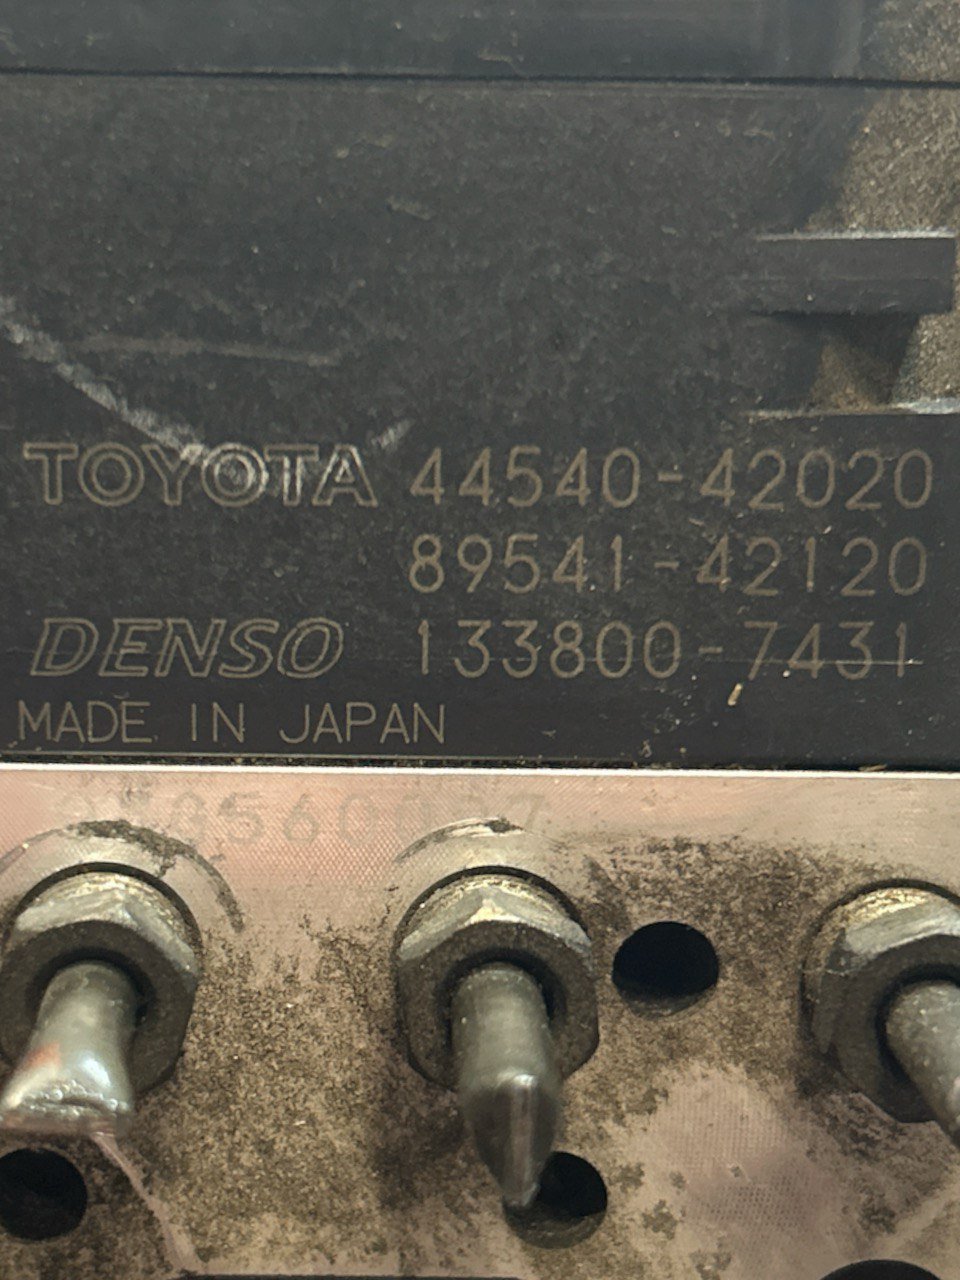 TOYOTA 44540-42020
89541-42120
DENSO 133800-7431
MADE IN JAPAN